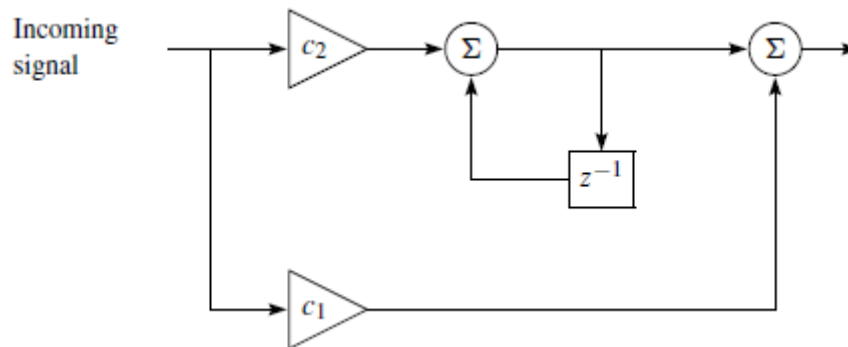 Incoming
signal
c₂
Σ
Σ
z⁻¹
c₁